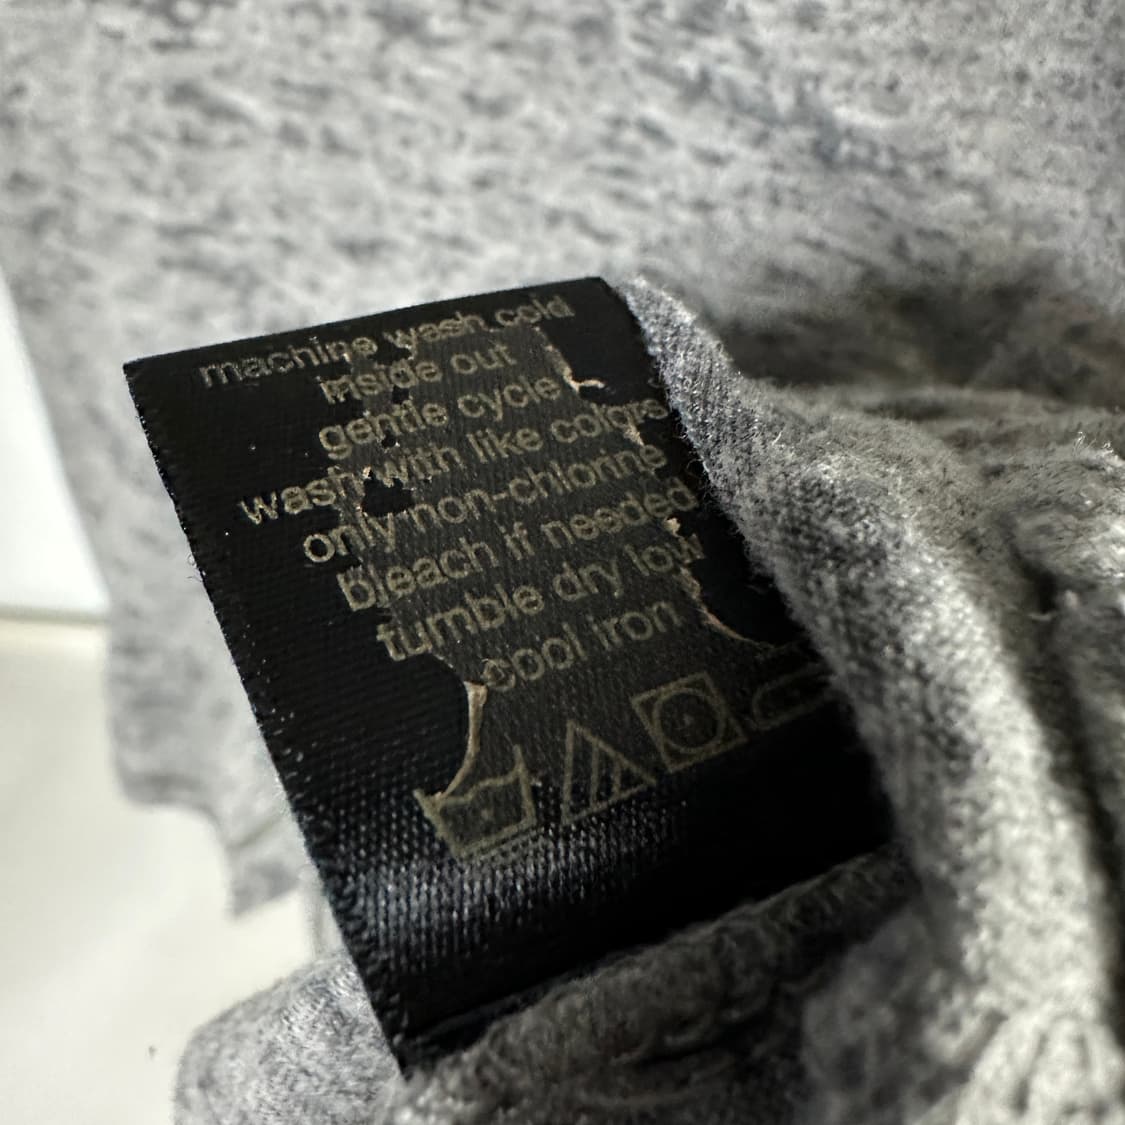 machine wash cold
inside out
gentle cycle
wash with like colors
only non-chlorine
bleach if needed
tumble dry low
cool iron